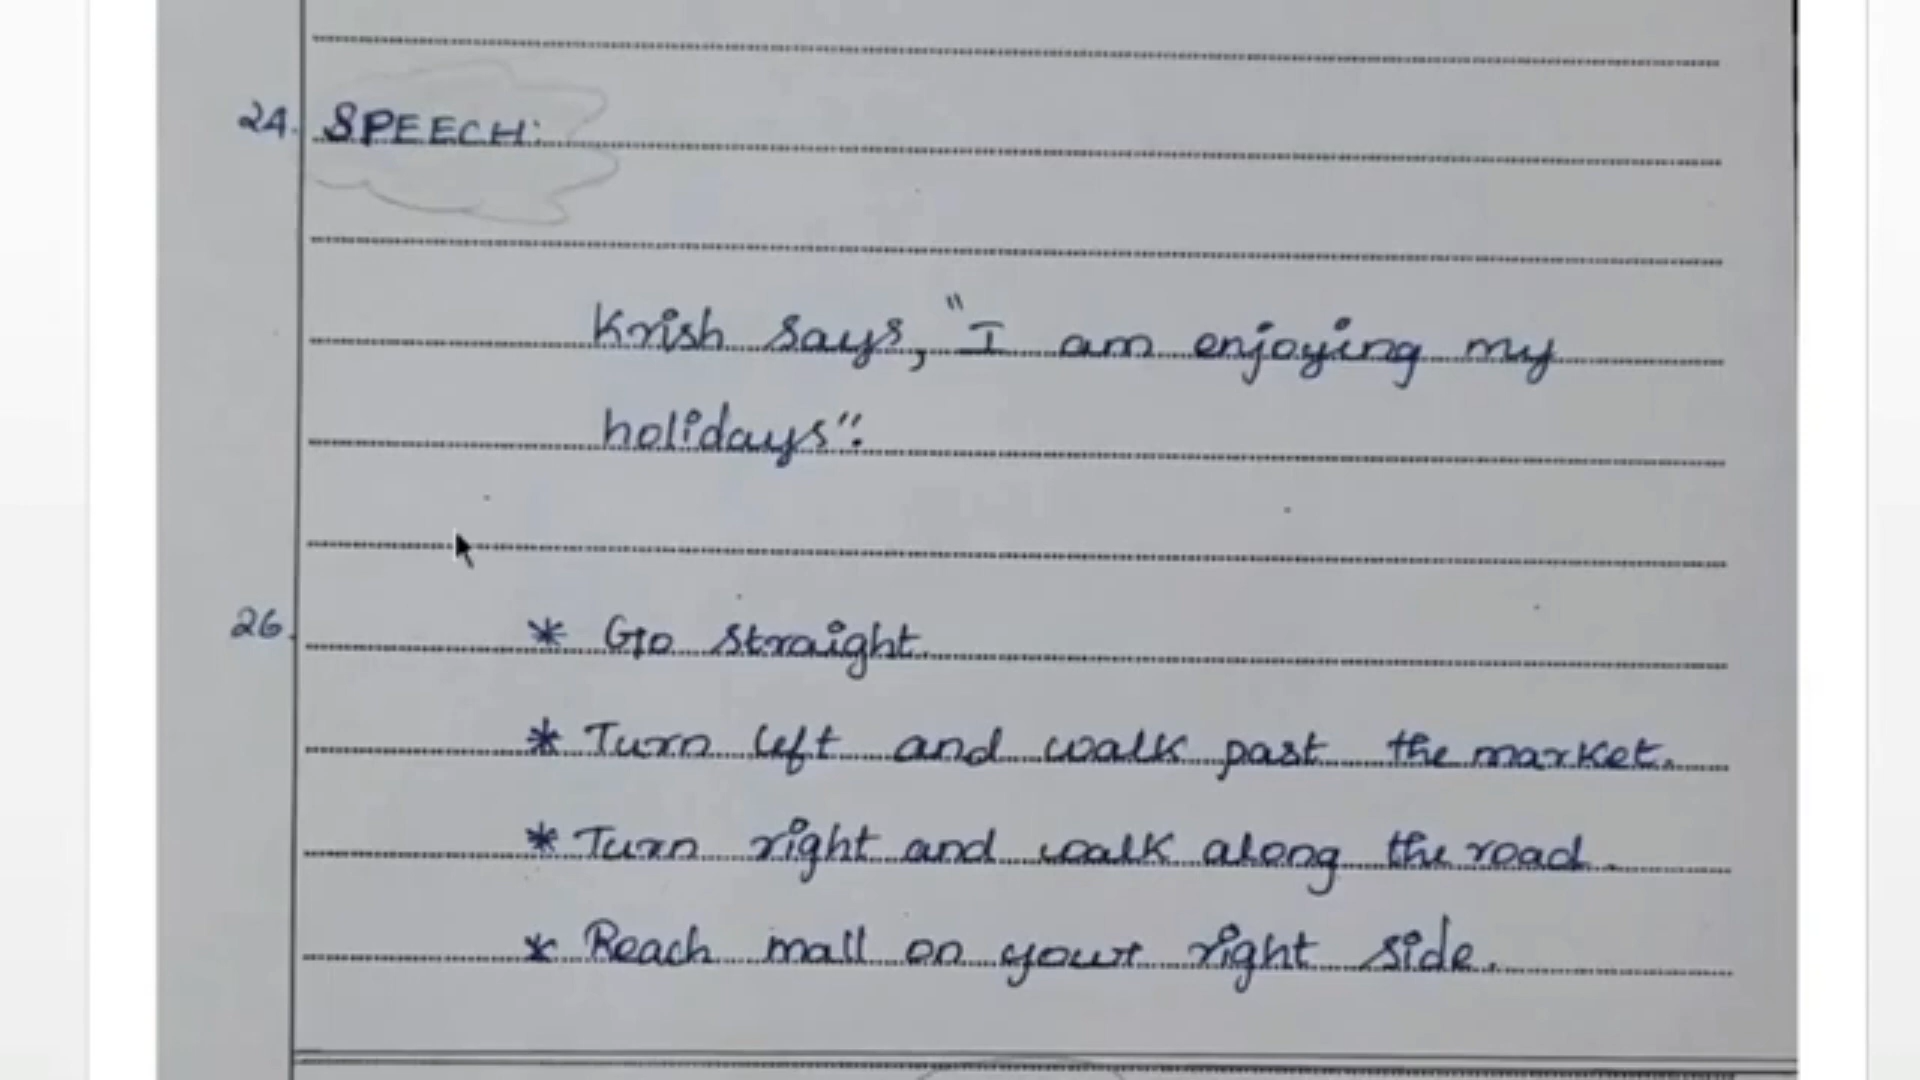 24. SPEECH:
Krish says, "I am enjoying my
holidays".
26. * Go straight.
* Turn left and walk past the market.
* Turn right and walk along the road.
* Reach mall on your right side.